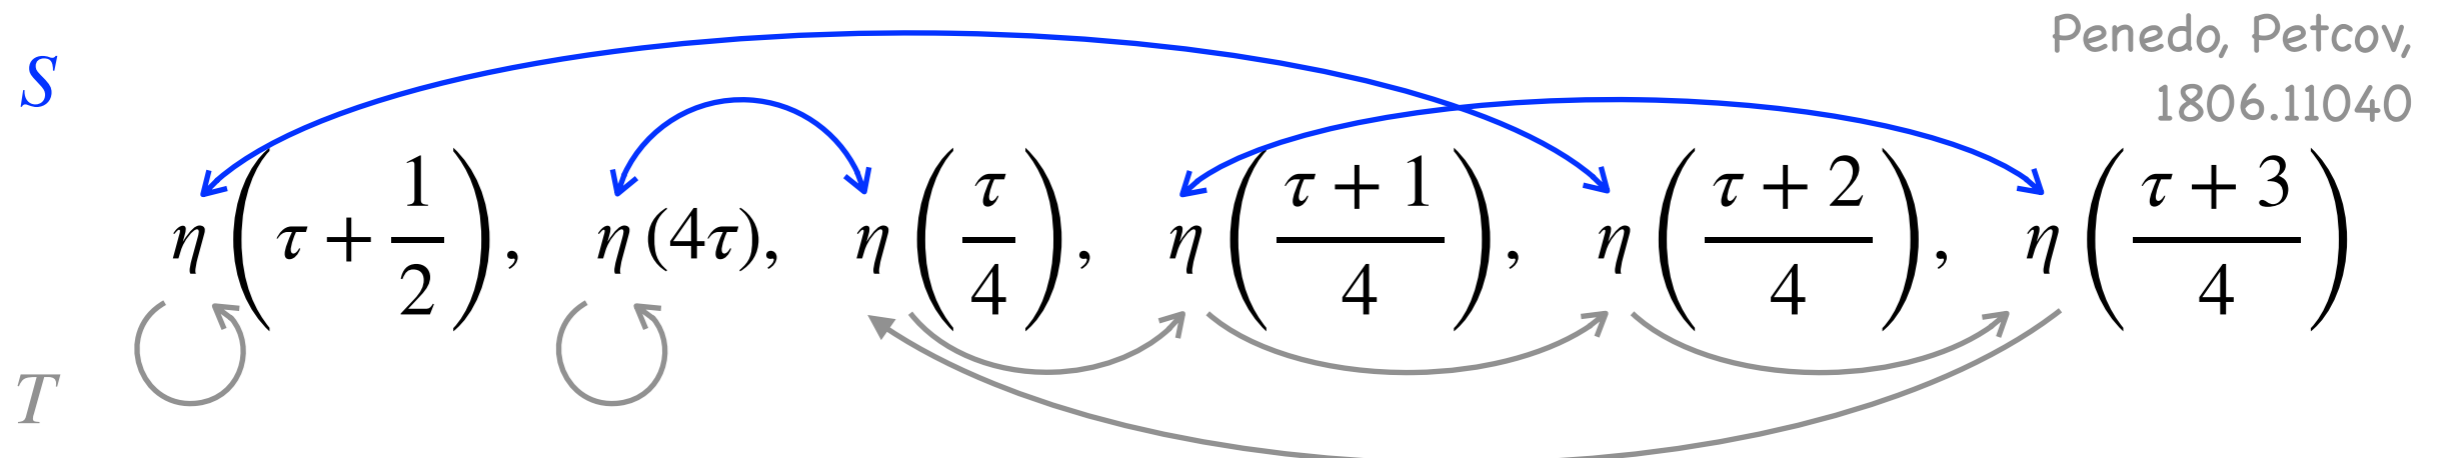 Penedo, Petcov,
S
1806.11040
η(τ + 1/2), η(4τ), η(τ/4), η((τ + 1)/4), η((τ + 2)/4), η((τ + 3)/4)
T